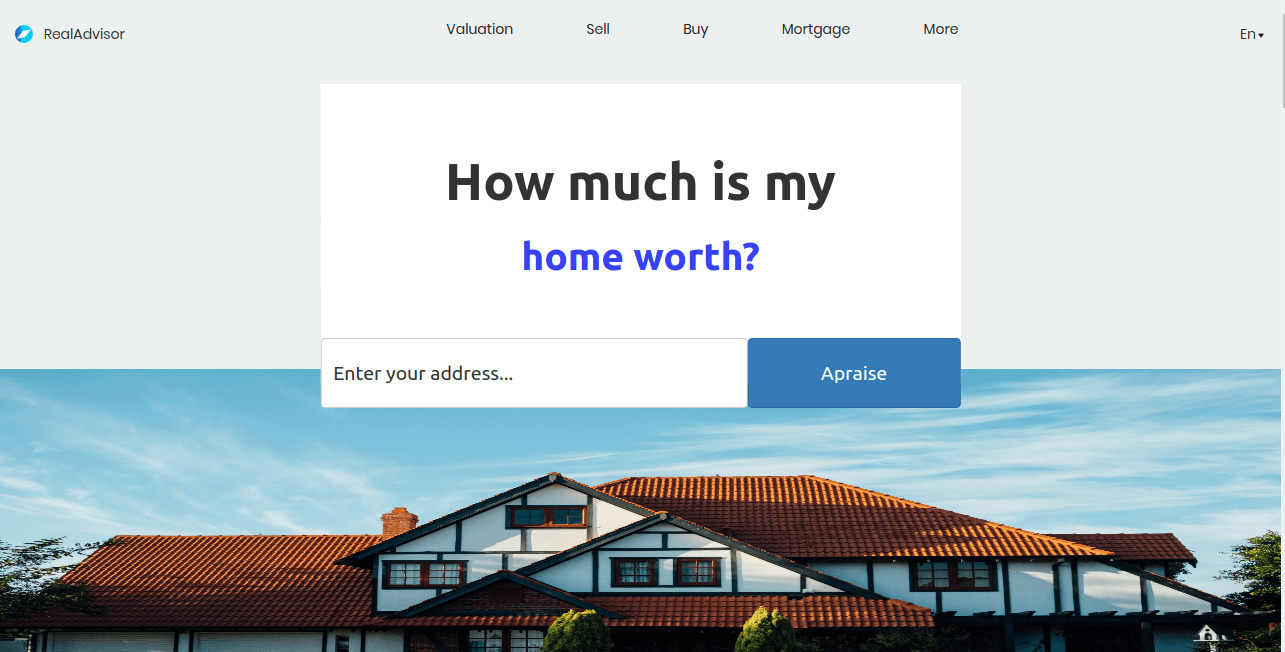 RealAdvisor
Valuation Sell Buy Mortgage More
En
How much is my
home worth?
Enter your address...
Apraise